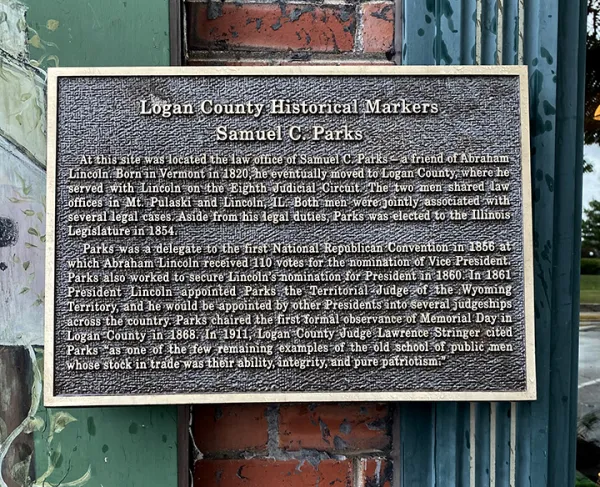 Logan County Historical Markers
Samuel C. Parks
At this site was located the law office of Samuel C. Parks – a friend of Abraham
Lincoln. Born in Vermont in 1820, he eventually moved to Logan County, where he
served with Lincoln on the Eighth Judicial Circuit. The two men shared law
offices in Mt. Pulaski and Lincoln, IL. Both men were jointly associated with
several legal cases. Aside from his legal duties, Parks was elected to the Illinois
Legislature in 1854.
Parks was a delegate to the first National Republican Convention in 1856 at
which Abraham Lincoln received 110 votes for the nomination of Vice President.
Parks also worked to secure Lincoln's nomination for President in 1860. In 1861
President Lincoln appointed Parks the Territorial Judge of the Wyoming
Territory, and he would be appointed by other Presidents into several judgeships
across the country. Parks chaired the first formal observance of Memorial Day in
Logan County in 1868. In 1911, Logan County Judge Lawrence Stringer cited
Parks "as one of the few remaining examples of the old school of public men
whose stock in trade was their ability, integrity, and pure patriotism."